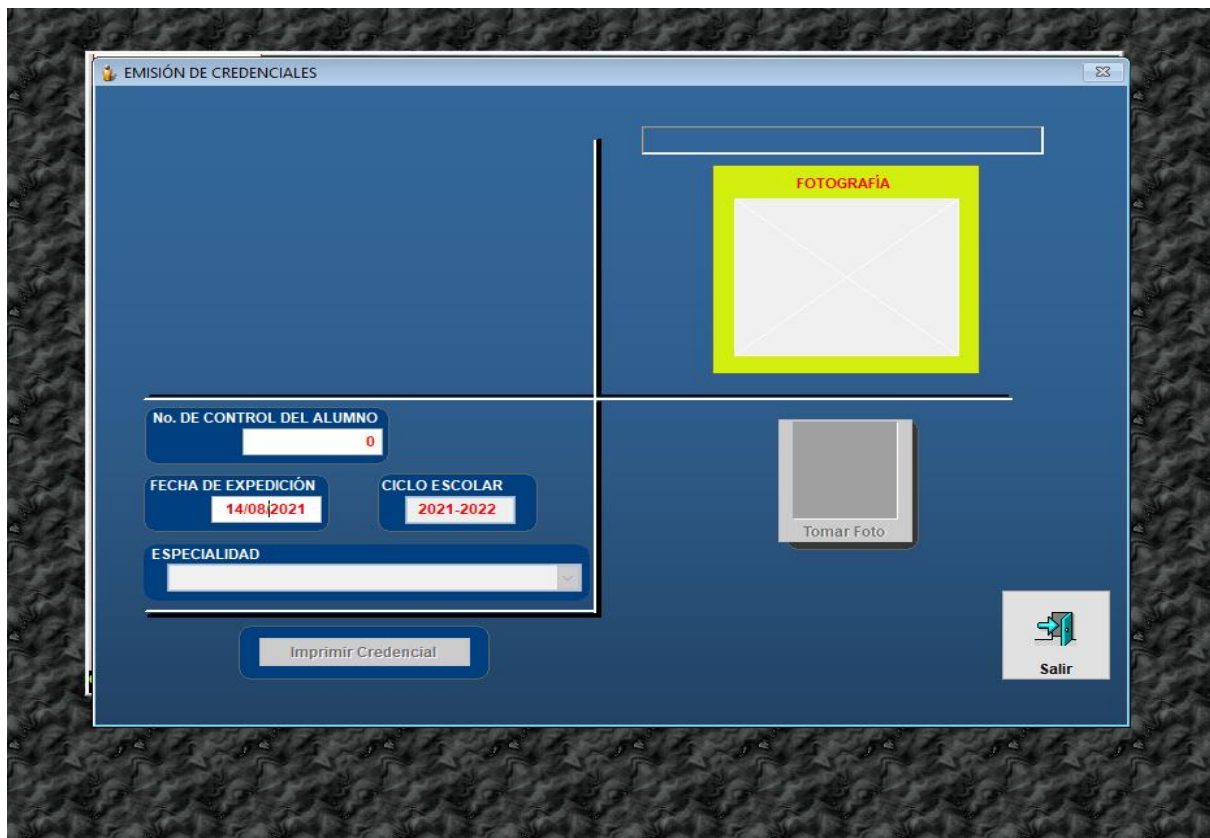 EMISIÓN DE CREDENCIALES
FOTOGRAFÍA
No. DE CONTROL DEL ALUMNO
0
FECHA DE EXPEDICIÓN
14/08/2021
CICLO ESCOLAR
2021-2022
ESPECIALIDAD
Imprimir Credencial
Tomar Foto
Salir